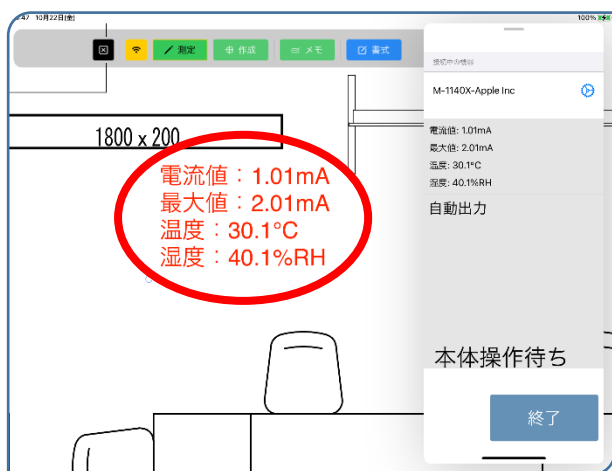 :47 10月22日(金)
100%
測定
作成
メモ
書式
接続中の機器
M-1140X-Apple Inc
電流値: 1.01mA
最大値: 2.01mA
温度: 30.1°C
湿度: 40.1%RH
自動出力
1800 x 200
電流値：1.01mA
最大値：2.01mA
温度：30.1°C
湿度：40.1%RH
本体操作待ち
終了